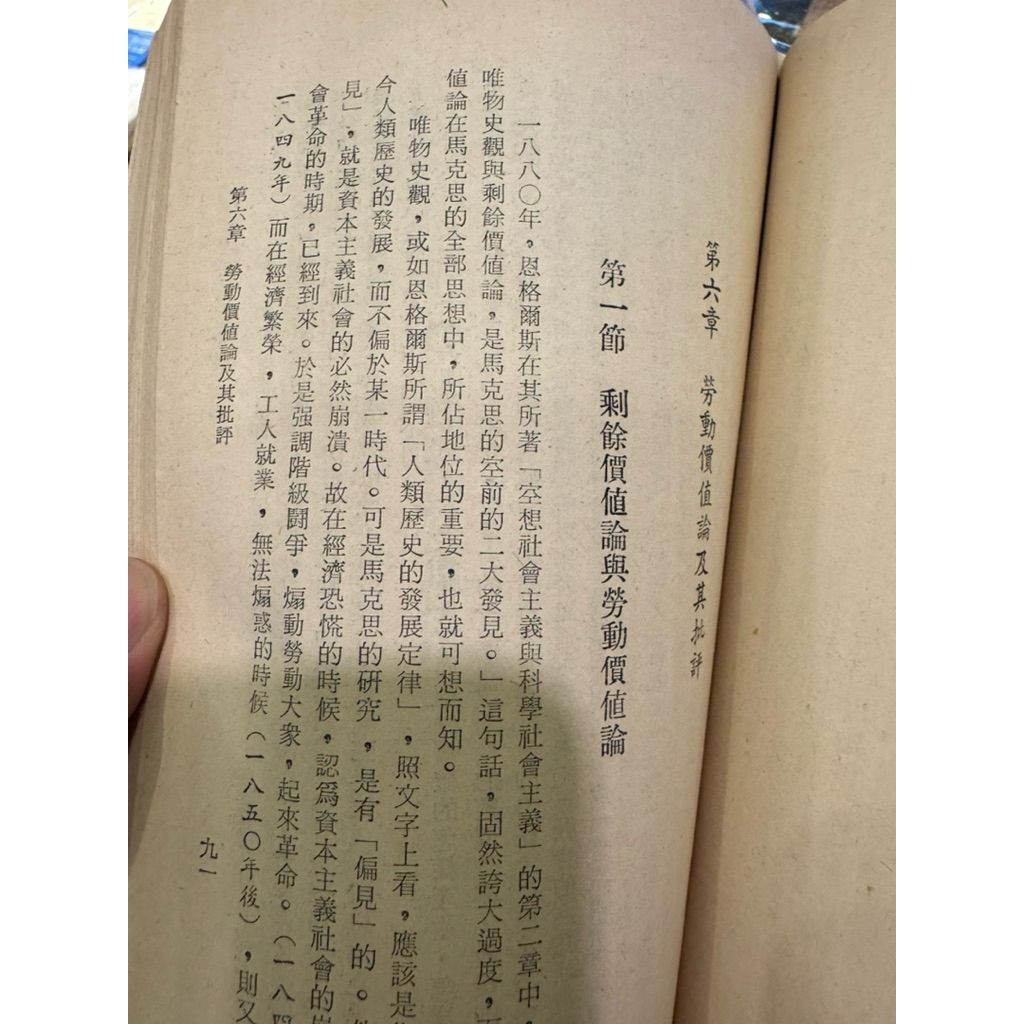 第六章　勞動價値論及其批評
第一節　剩餘價値論與勞動價値論
一八八〇年，恩格爾斯在其所著「空想社會主義與科學社會主義」的第二章中，
唯物史觀與剩餘價値論，是馬克思的空前的二大發見。」這句話，固然誇大過度，
値論在馬克思的全部思想中，所佔地位的重要，也就可想而知。
唯物史觀，或如恩格爾斯所謂「人類歷史的發展定律」，照文字上看，應該是
今人類歷史的發展，而不偏於某一時代。可是馬克思的研究，是有「偏見」的。
見」，就是資本主義社會的必然崩潰。故在經濟恐慌的時候，認爲資本主義社會的崩
會革命的時期，已經到來。於是强調階級鬪爭，煽動勞動大衆，起來革命。（一八四
一八四九年）而在經濟繁榮，工人就業，無法煽惑的時候（一八五〇年後），則又
第六章　勞動價値論及其批評
九一